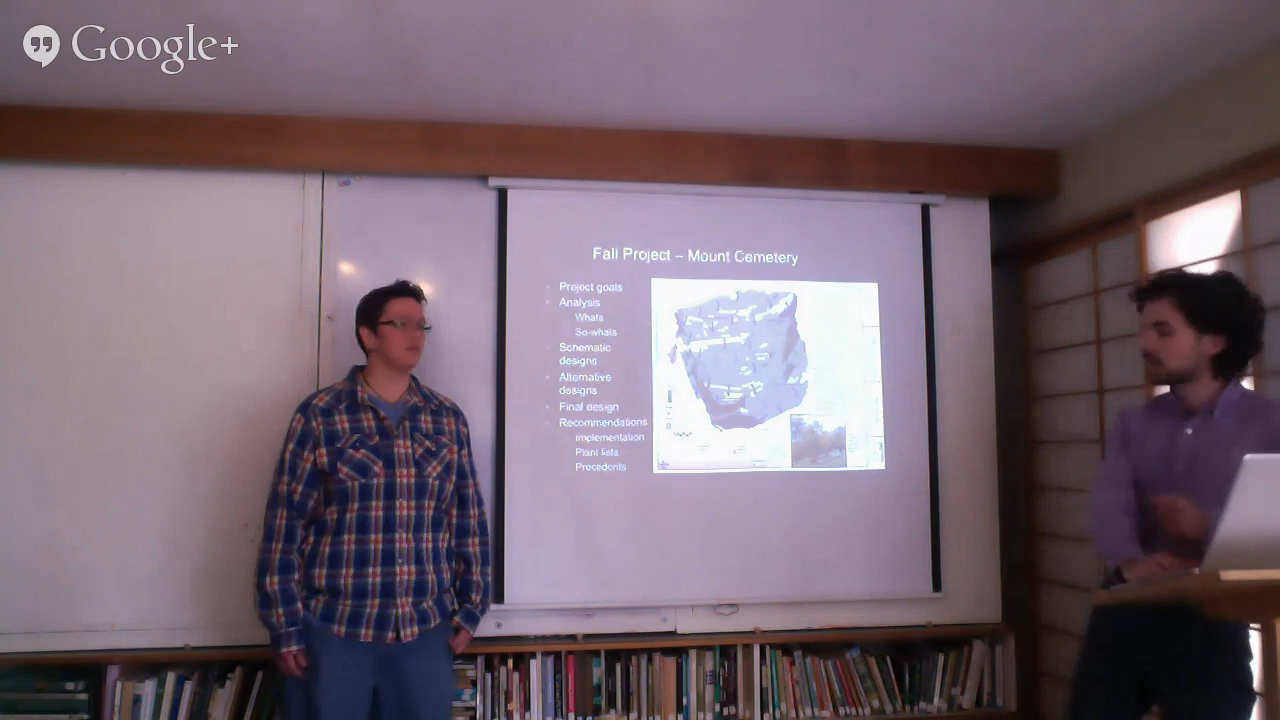 Google+
Fall Project – Mount Cemetery
Project goals
Analysis
Whats
So-whats
Schematic
designs
Alternative
designs
Final design
Recommendations
Implementation
Plant lists
Precedents